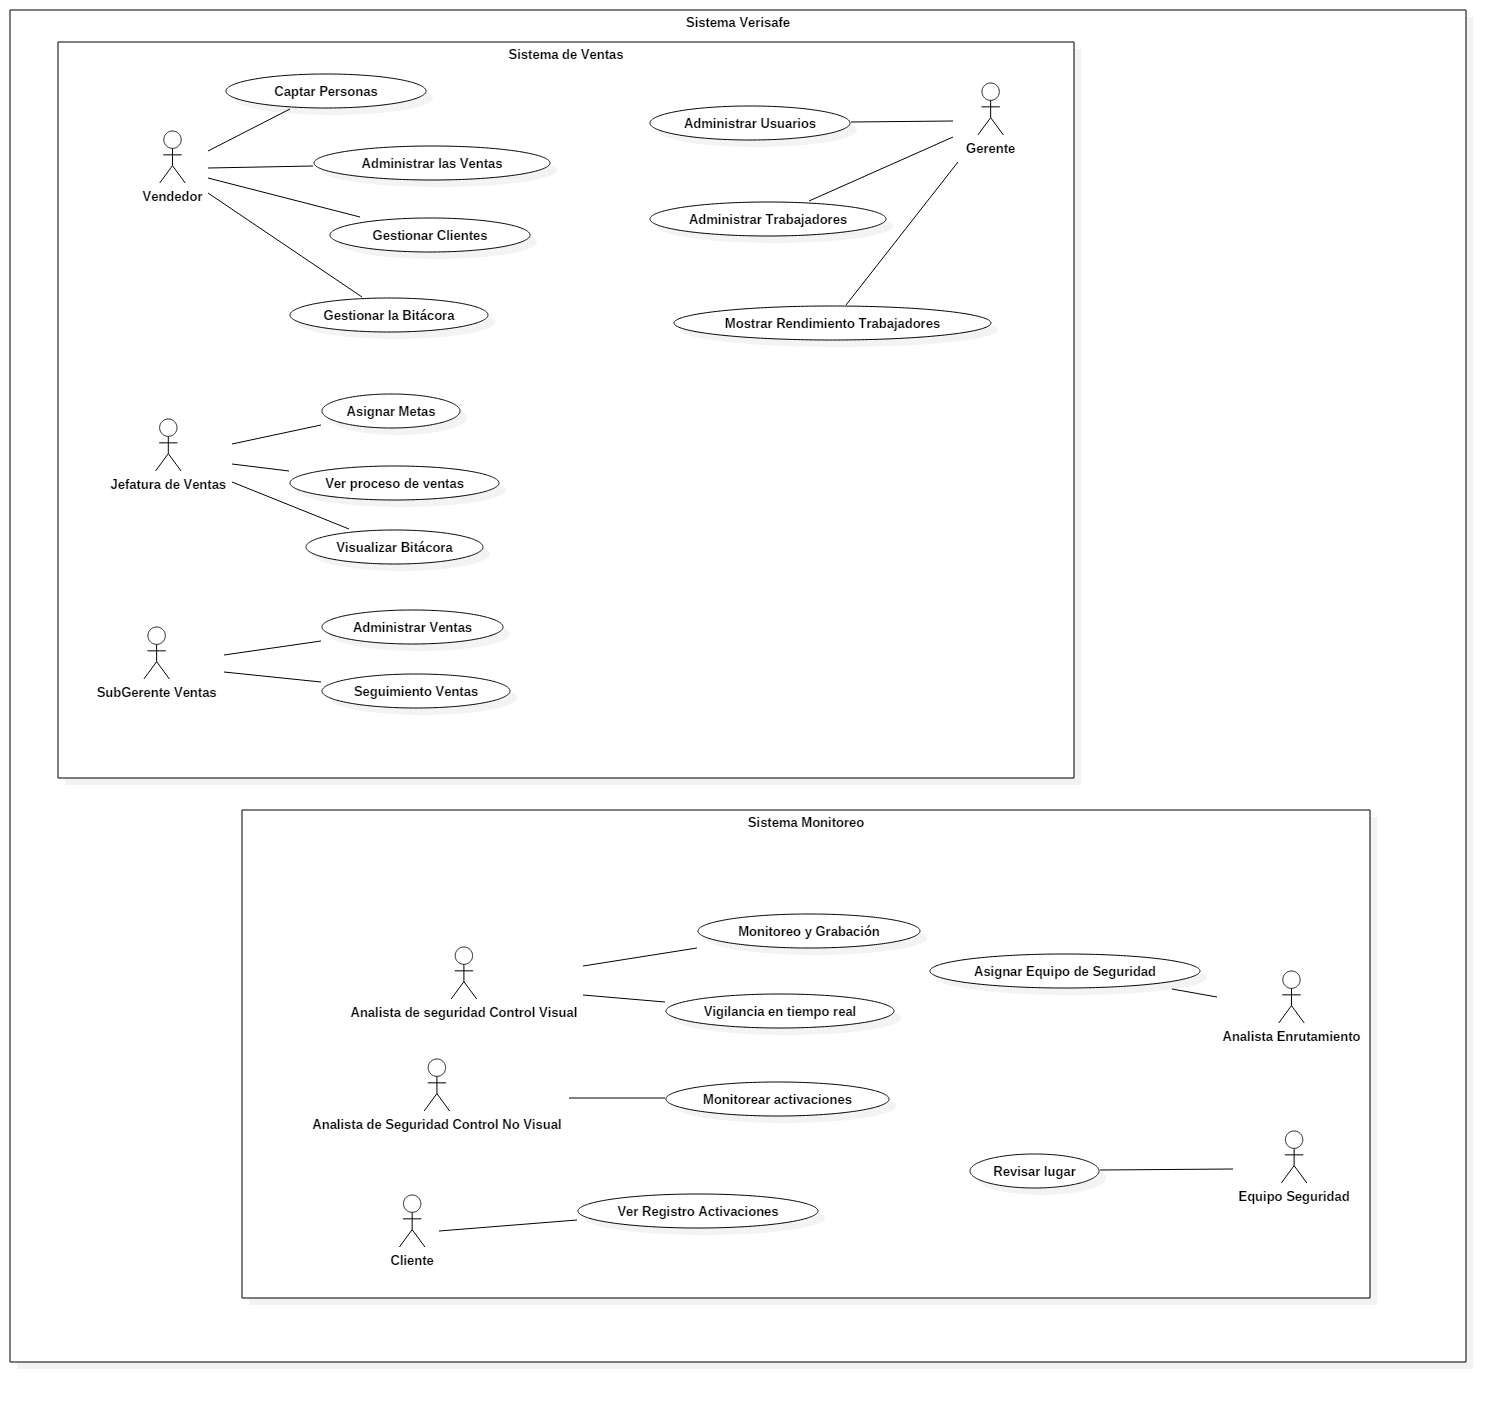 Sistema Verisafe
Sistema de Ventas
Captar Personas
Administrar las Ventas
Vendedor
Gestionar Clientes
Gestionar la Bitácora
Administrar Usuarios
Gerente
Administrar Trabajadores
Mostrar Rendimiento Trabajadores
Asignar Metas
Jefatura de Ventas
Ver proceso de ventas
Visualizar Bitácora
Administrar Ventas
SubGerente Ventas
Seguimiento Ventas
Sistema Monitoreo
Monitoreo y Grabación
Analista de seguridad Control Visual
Vigilancia en tiempo real
Asignar Equipo de Seguridad
Analista Enrutamiento
Monitorear activaciones
Analista de Seguridad Control No Visual
Revisar lugar
Equipo Seguridad
Ver Registro Activaciones
Cliente